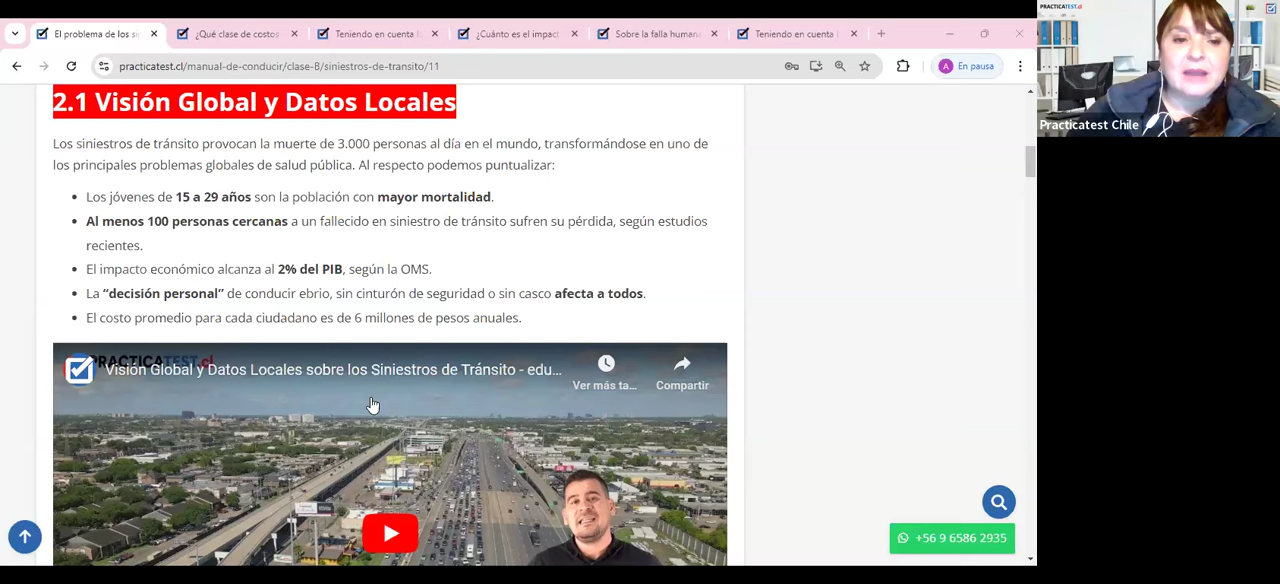 El problema de los si
¿Qué clase de costos
Teniendo en cuenta l
¿Cuánto es el impact
Sobre la falla humana
Teniendo en cuenta l
practicatest.cl/manual-de-conducir/clase-B/siniestros-de-transito/11
A
En pausa
PRACTICATEST.cl
Practicatest Chile
2.1 Visión Global y Datos Locales
Los siniestros de tránsito provocan la muerte de 3.000 personas al día en el mundo, transformándose en uno de
los principales problemas globales de salud pública. Al respecto podemos puntualizar:
• Los jóvenes de 15 a 29 años son la población con mayor mortalidad.
• Al menos 100 personas cercanas a un fallecido en siniestro de tránsito sufren su pérdida, según estudios
recientes.
• El impacto económico alcanza al 2% del PIB, según la OMS.
• La “decisión personal” de conducir ebrio, sin cinturón de seguridad o sin casco afecta a todos.
• El costo promedio para cada ciudadano es de 6 millones de pesos anuales.
PRACTICATEST.cl
Visión Global y Datos Locales sobre los Siniestros de Tránsito - edu...
Ver más ta...
Compartir
+56 9 6586 2935